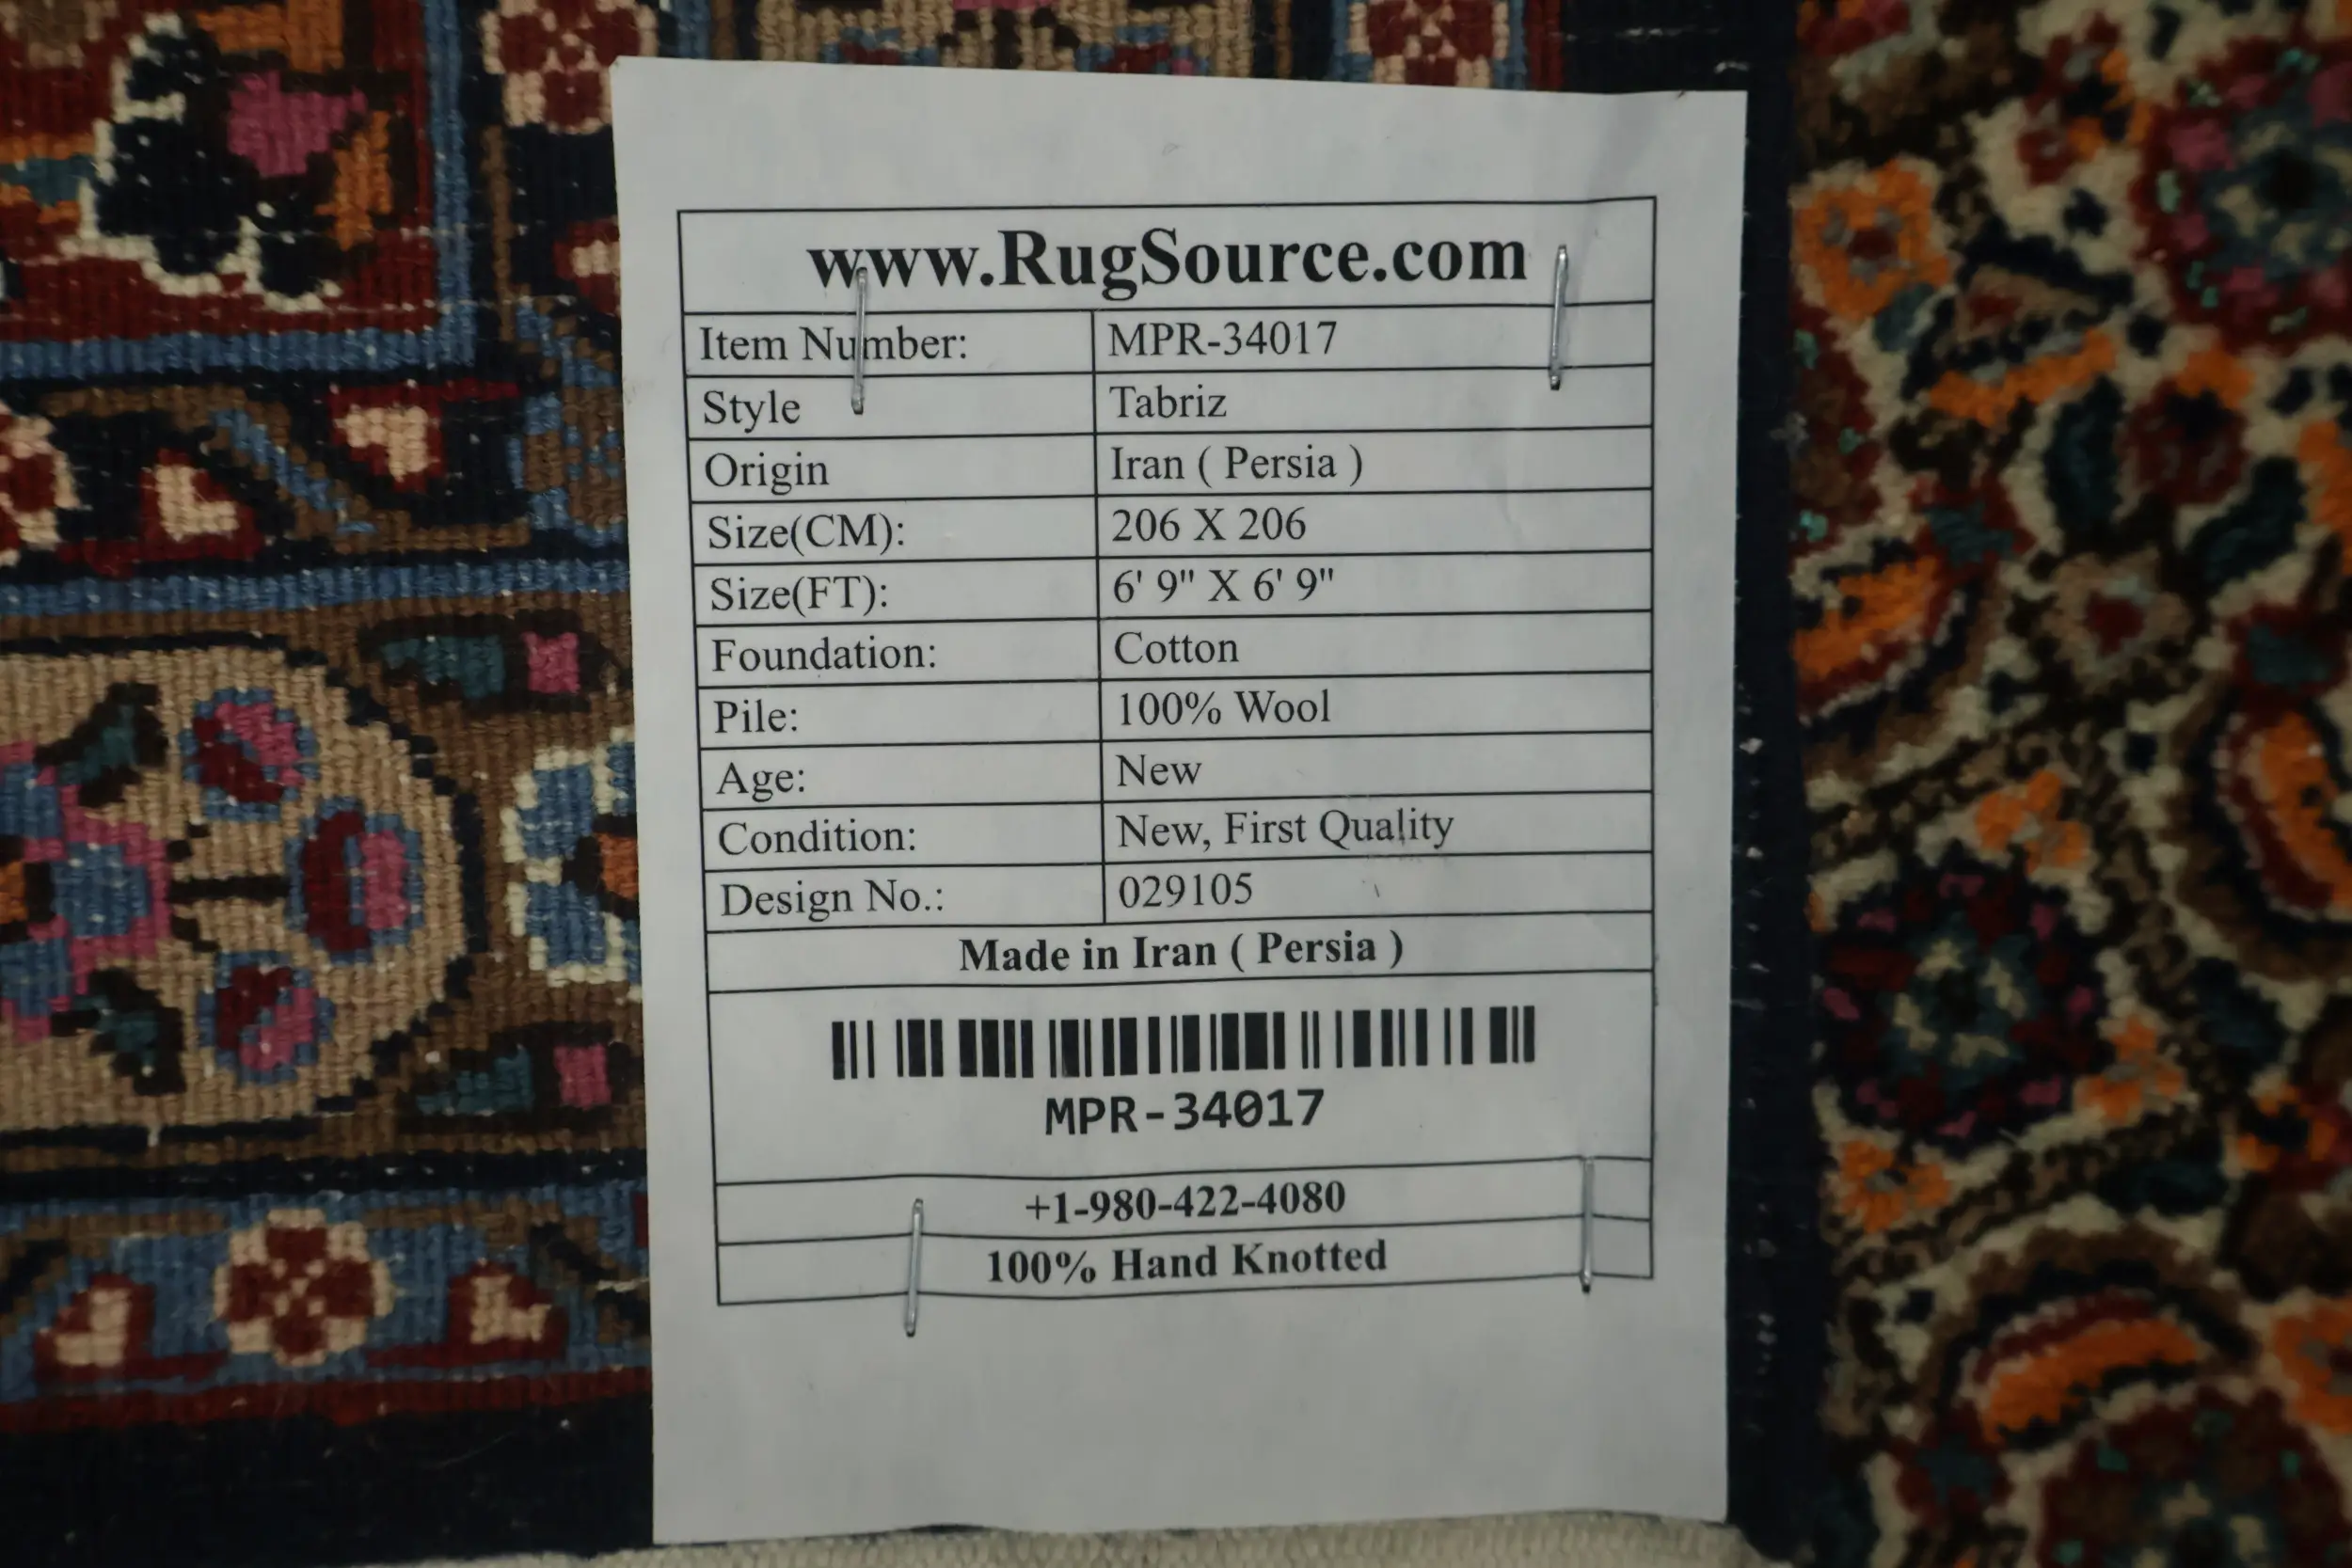 www.RugSource.com
Item Number: MPR-34017
Style Tabriz
Origin Iran ( Persia )
Size(CM): 206 X 206
Size(FT): 6' 9" X 6' 9"
Foundation: Cotton
Pile: 100% Wool
Age: New
Condition: New, First Quality
Design No.: 029105
Made in Iran ( Persia )
MPR-34017
+1-980-422-4080
100% Hand Knotted